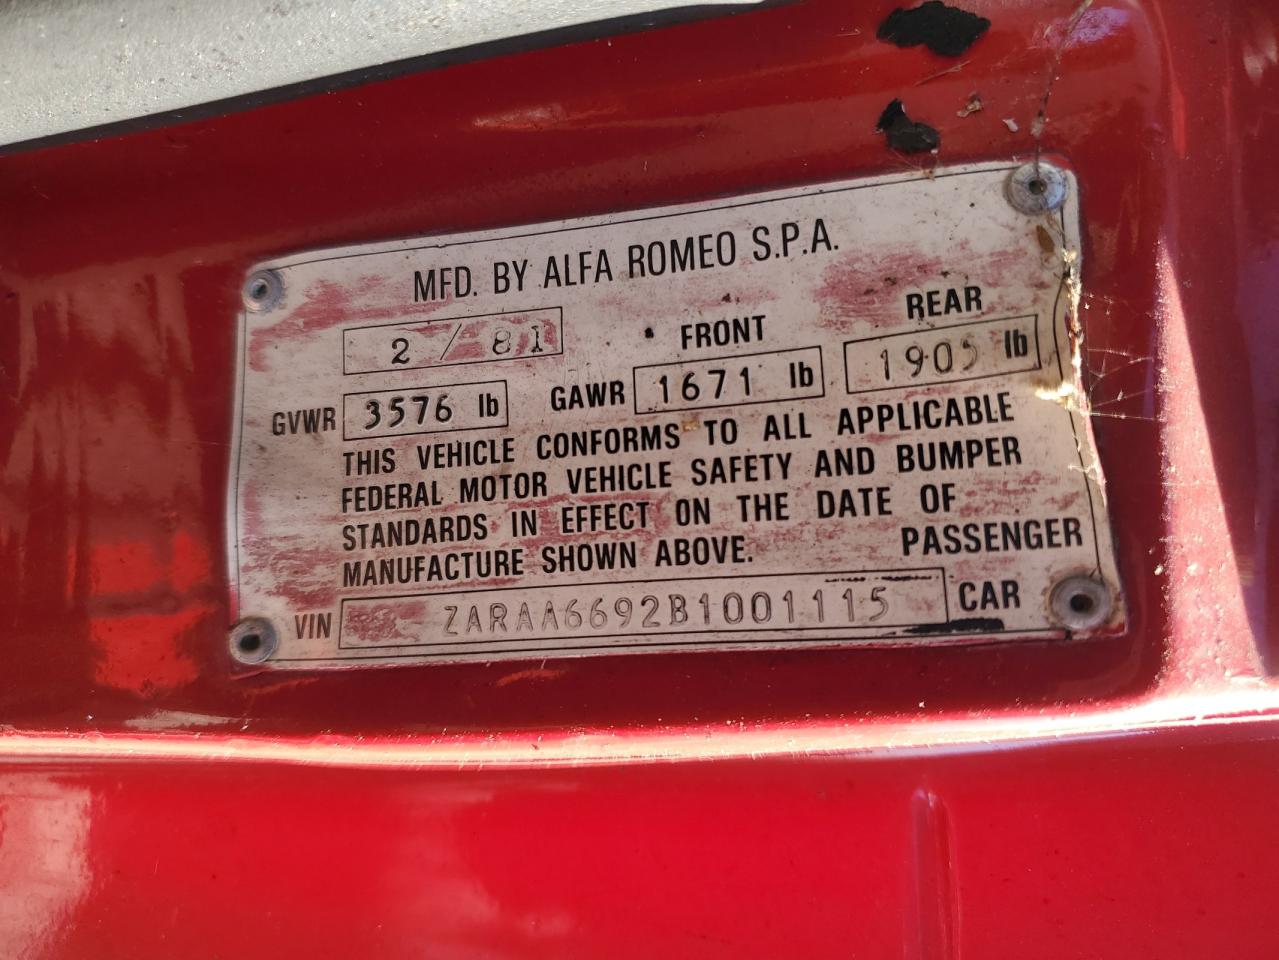 MFD. BY ALFA ROMEO S.P.A.
2 / 81 FRONT REAR
GVWR 3576 lb GAWR 1671 lb 1905 lb
THIS VEHICLE CONFORMS TO ALL APPLICABLE
FEDERAL MOTOR VEHICLE SAFETY AND BUMPER
STANDARDS IN EFFECT ON THE DATE OF
MANUFACTURE SHOWN ABOVE. PASSENGER
VIN ZARAA6692B1001115 CAR